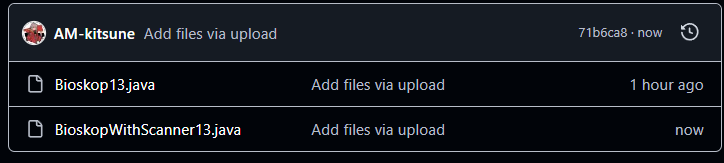 AM-kitsune Add files via upload 71b6ca8 · now
Bioskop13.java Add files via upload 1 hour ago
BioskopWithScanner13.java Add files via upload now